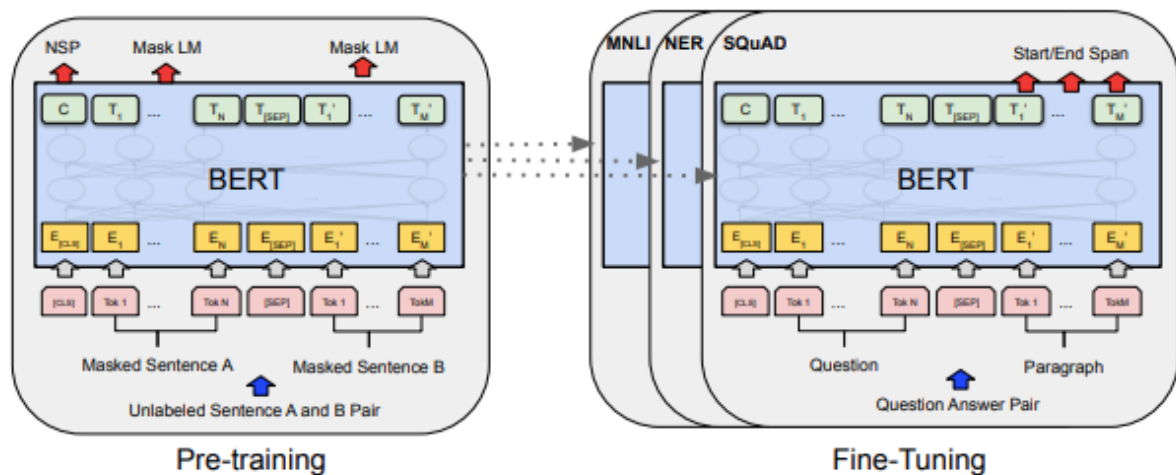 NSP Mask LM Mask LM
C T1 ... TN T[SEP] T1' ... TM'
BERT
E[CLS] E1 ... EN E[SEP] E1' ... EM'
[CLS] Tok 1 ... Tok N [SEP] Tok 1 ... TokM
Masked Sentence A Masked Sentence B
Unlabeled Sentence A and B Pair
Pre-training
MNLI NER SQuAD
Start/End Span
C T1 ... TN T[SEP] T1' ... TM'
BERT
E[CLS] E1 ... EN E[SEP] E1' ... EM'
[CLS] Tok 1 ... Tok N [SEP] Tok 1 ... TokM
Question Paragraph
Question Answer Pair
Fine-Tuning